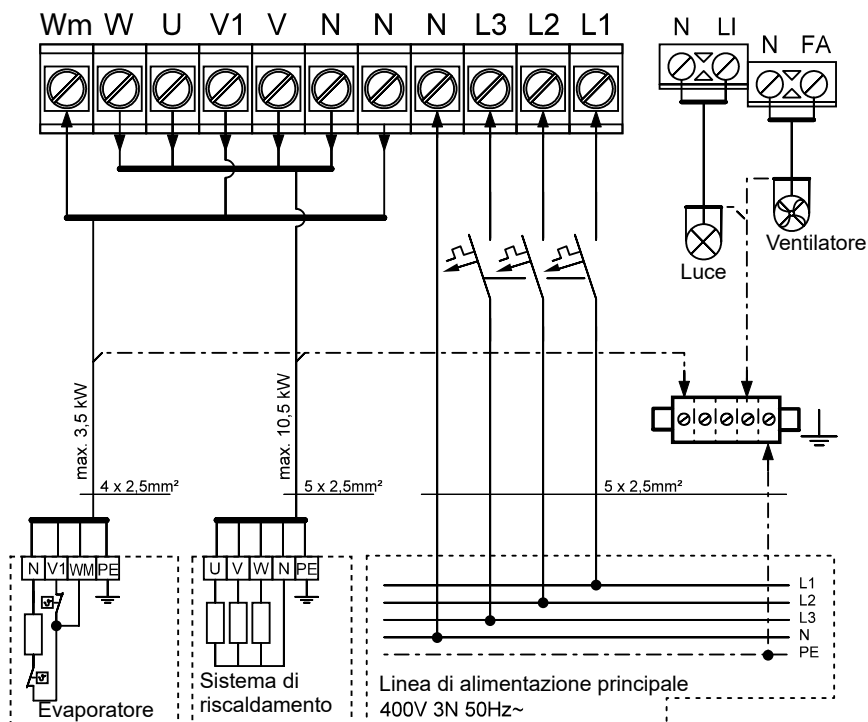 Wm W U V1 V N N N L3 L2 L1
N LI
N FA
Luce
Ventilatore
max. 3,5 kW
max. 10,5 kW
4 x 2,5mm²
5 x 2,5mm²
5 x 2,5mm²
N V1 WM PE
U V W N PE
L1
L2
L3
N
PE
Evaporatore
Sistema di
riscaldamento
Linea di alimentazione principale
400V 3N 50Hz~